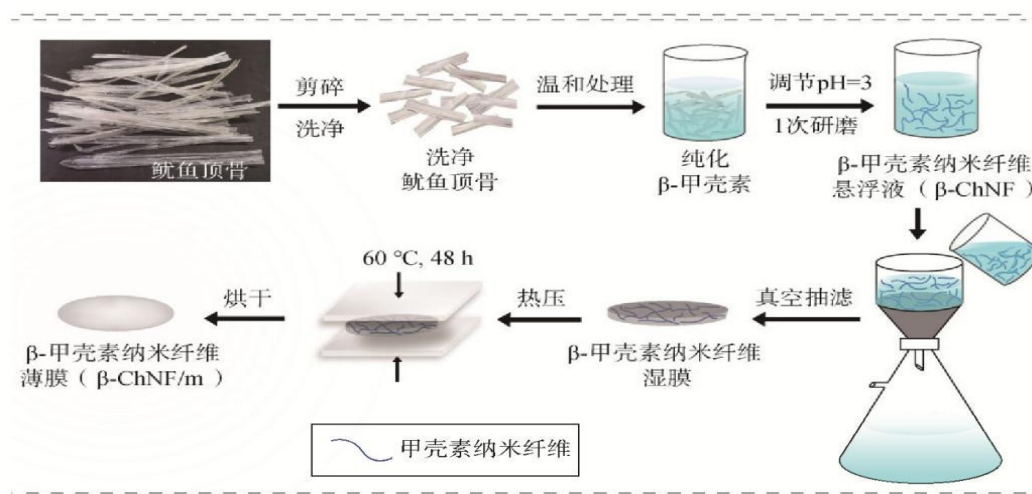 鱿鱼顶骨
剪碎
洗净
洗净
鱿鱼顶骨
温和处理
纯化
β-甲壳素
调节pH=3
1次研磨
β-甲壳素纳米纤维
悬浮液（β-ChNF）
真空抽滤
β-甲壳素纳米纤维
湿膜
热压
60 ℃, 48 h
烘干
β-甲壳素纳米纤维
薄膜（β-ChNF/m）
甲壳素纳米纤维